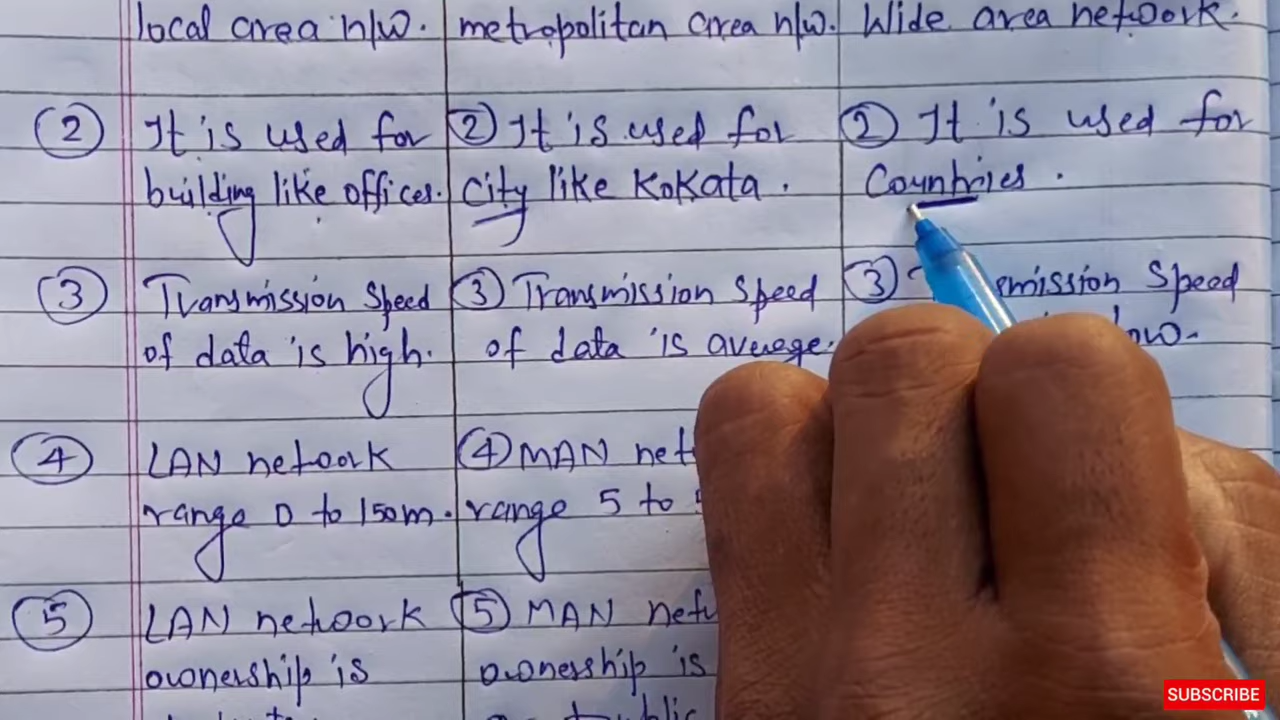 local area n/w.
metropolitan area n/w.
Wide area network.
② It is used for
building like offices.
② It is used for
City like Kokata.
② It is used for
Countries.
③ Transmission Speed
of data is high.
③ Transmission Speed
of data is average.
③ Speed
④ LAN network
range 0 to 150m.
④ MAN
range 5 to
⑤ LAN network
ownership is
⑤ MAN
ownership is
SUBSCRIBE